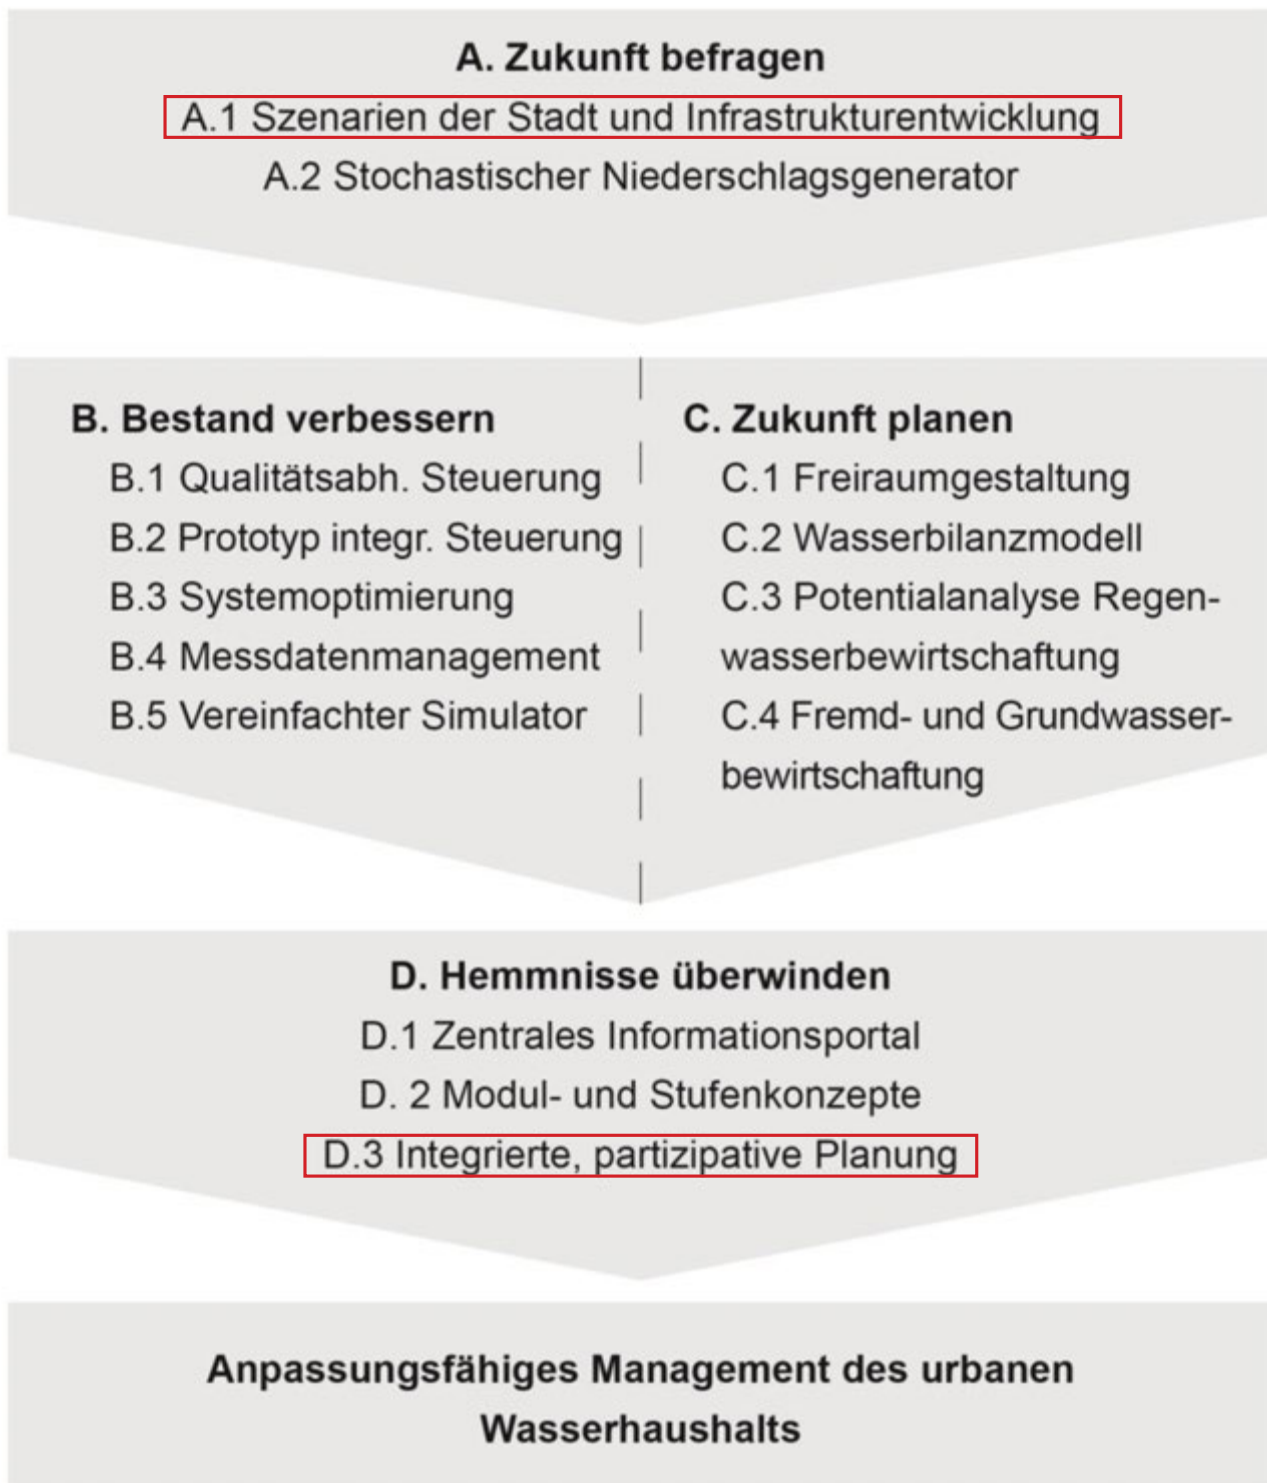 A. Zukunft befragen
A.1 Szenarien der Stadt und Infrastrukturentwicklung
A.2 Stochastischer Niederschlagsgenerator
B. Bestand verbessern
B.1 Qualitätsabh. Steuerung
B.2 Prototyp integr. Steuerung
B.3 Systemoptimierung
B.4 Messdatenmanagement
B.5 Vereinfachter Simulator
C. Zukunft planen
C.1 Freiraumgestaltung
C.2 Wasserbilanzmodell
C.3 Potentialanalyse Regen-
wasserbewirtschaftung
C.4 Fremd- und Grundwasser-
bewirtschaftung
D. Hemmnisse überwinden
D.1 Zentrales Informationsportal
D. 2 Modul- und Stufenkonzepte
D.3 Integrierte, partizipative Planung
Anpassungsfähiges Management des urbanen
Wasserhaushalts